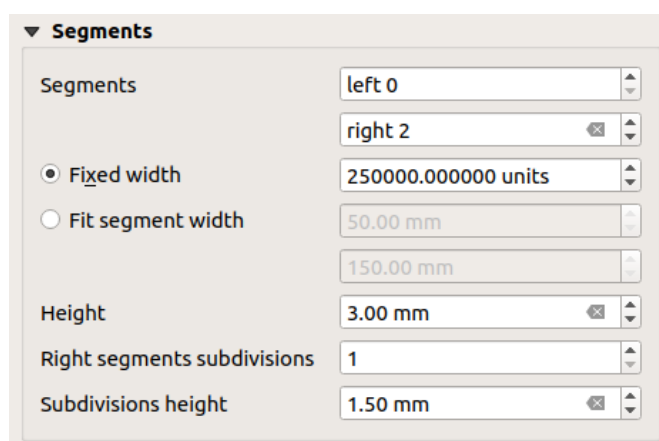 Segments
Segments left 0
right 2
Fixed width 250000.000000 units
Fit segment width 50.00 mm
150.00 mm
Height 3.00 mm
Right segments subdivisions 1
Subdivisions height 1.50 mm